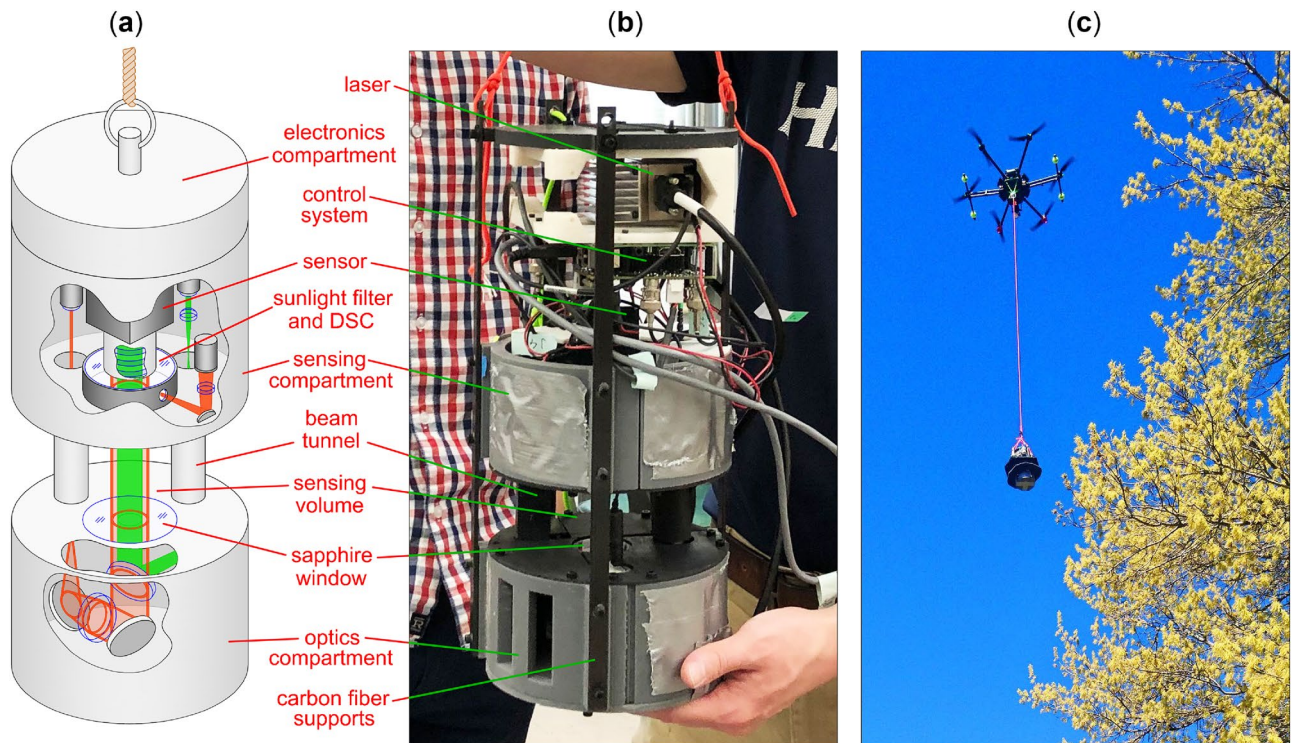 (a)
(b)
(c)
laser
electronics
compartment
control
system
sensor
sunlight filter
and DSC
sensing
compartment
beam
tunnel
sensing
volume
sapphire
window
optics
compartment
carbon fiber
supports